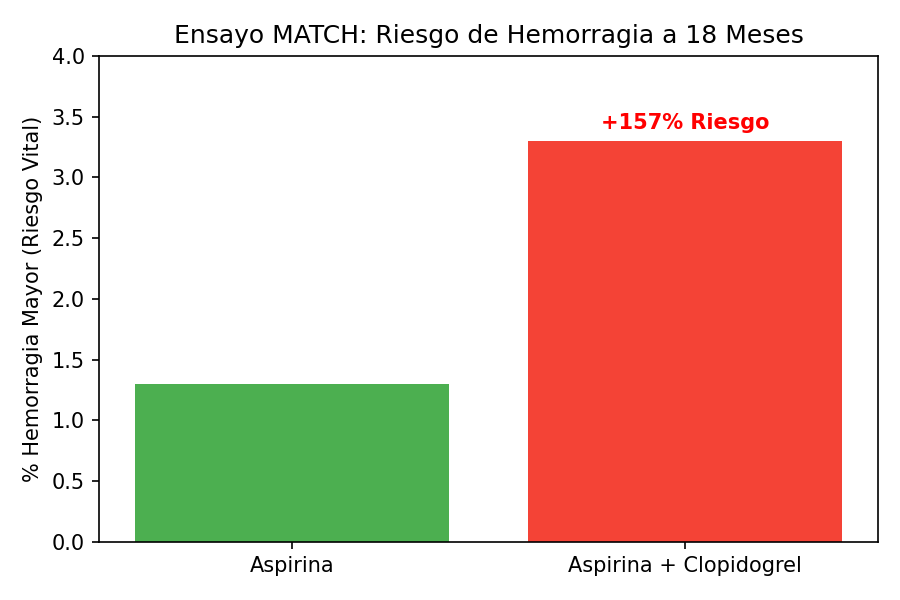 Ensayo MATCH: Riesgo de Hemorragia a 18 Meses
% Hemorragia Mayor (Riesgo Vital)
4.0
3.5
3.0
2.5
2.0
1.5
1.0
0.5
0.0
+157% Riesgo
Aspirina
Aspirina + Clopidogrel